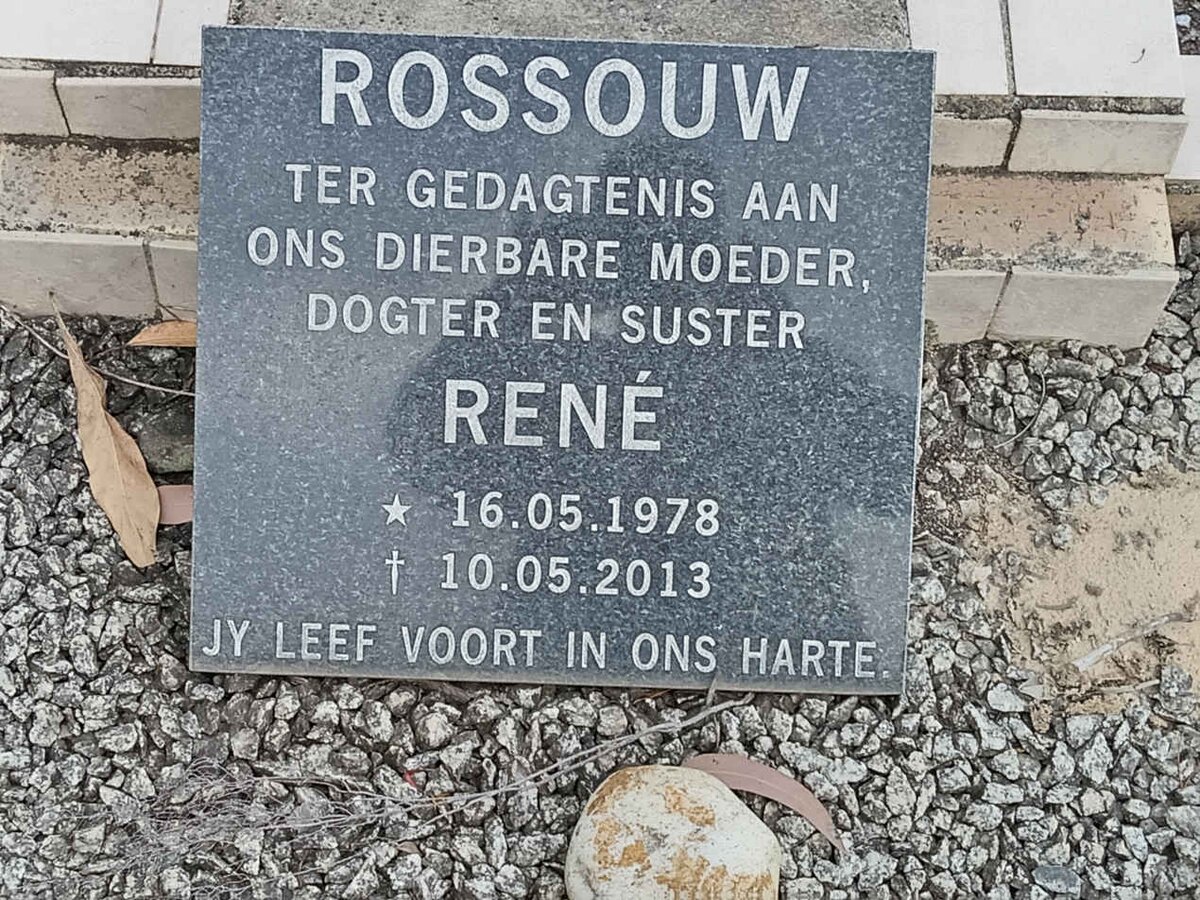 ROSSOUW
TER GEDAGTENIS AAN
ONS DIERBARE MOEDER,
DOGTER EN SUSTER
RENÉ
★ 16.05.1978
† 10.05.2013
JY LEEF VOORT IN ONS HARTE.